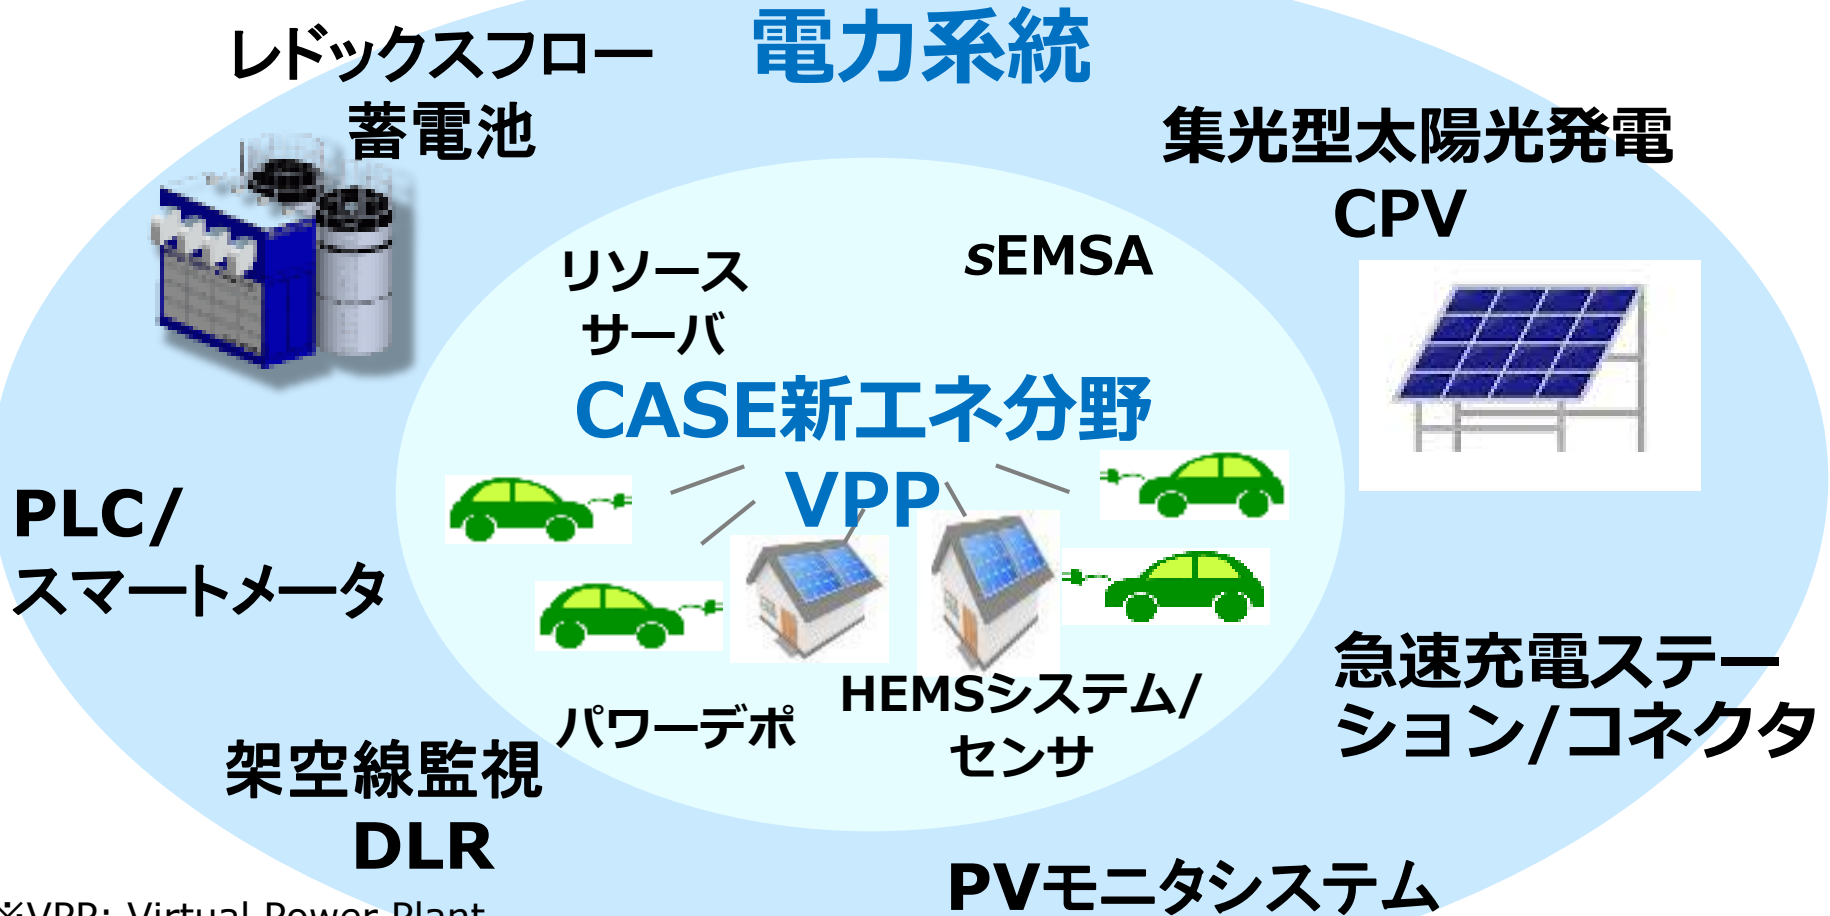 電力系統
レドックスフロー
蓄電池
集光型太陽光発電
CPV
リソース
サーバ
sEMSA
CASE新エネ分野
VPP
PLC/
スマートメータ
急速充電ステー
ション/コネクタ
パワーデポ
HEMSシステム/
センサ
架空線監視
DLR
PVモニタシステム
※VPP: Virtual Power Plant